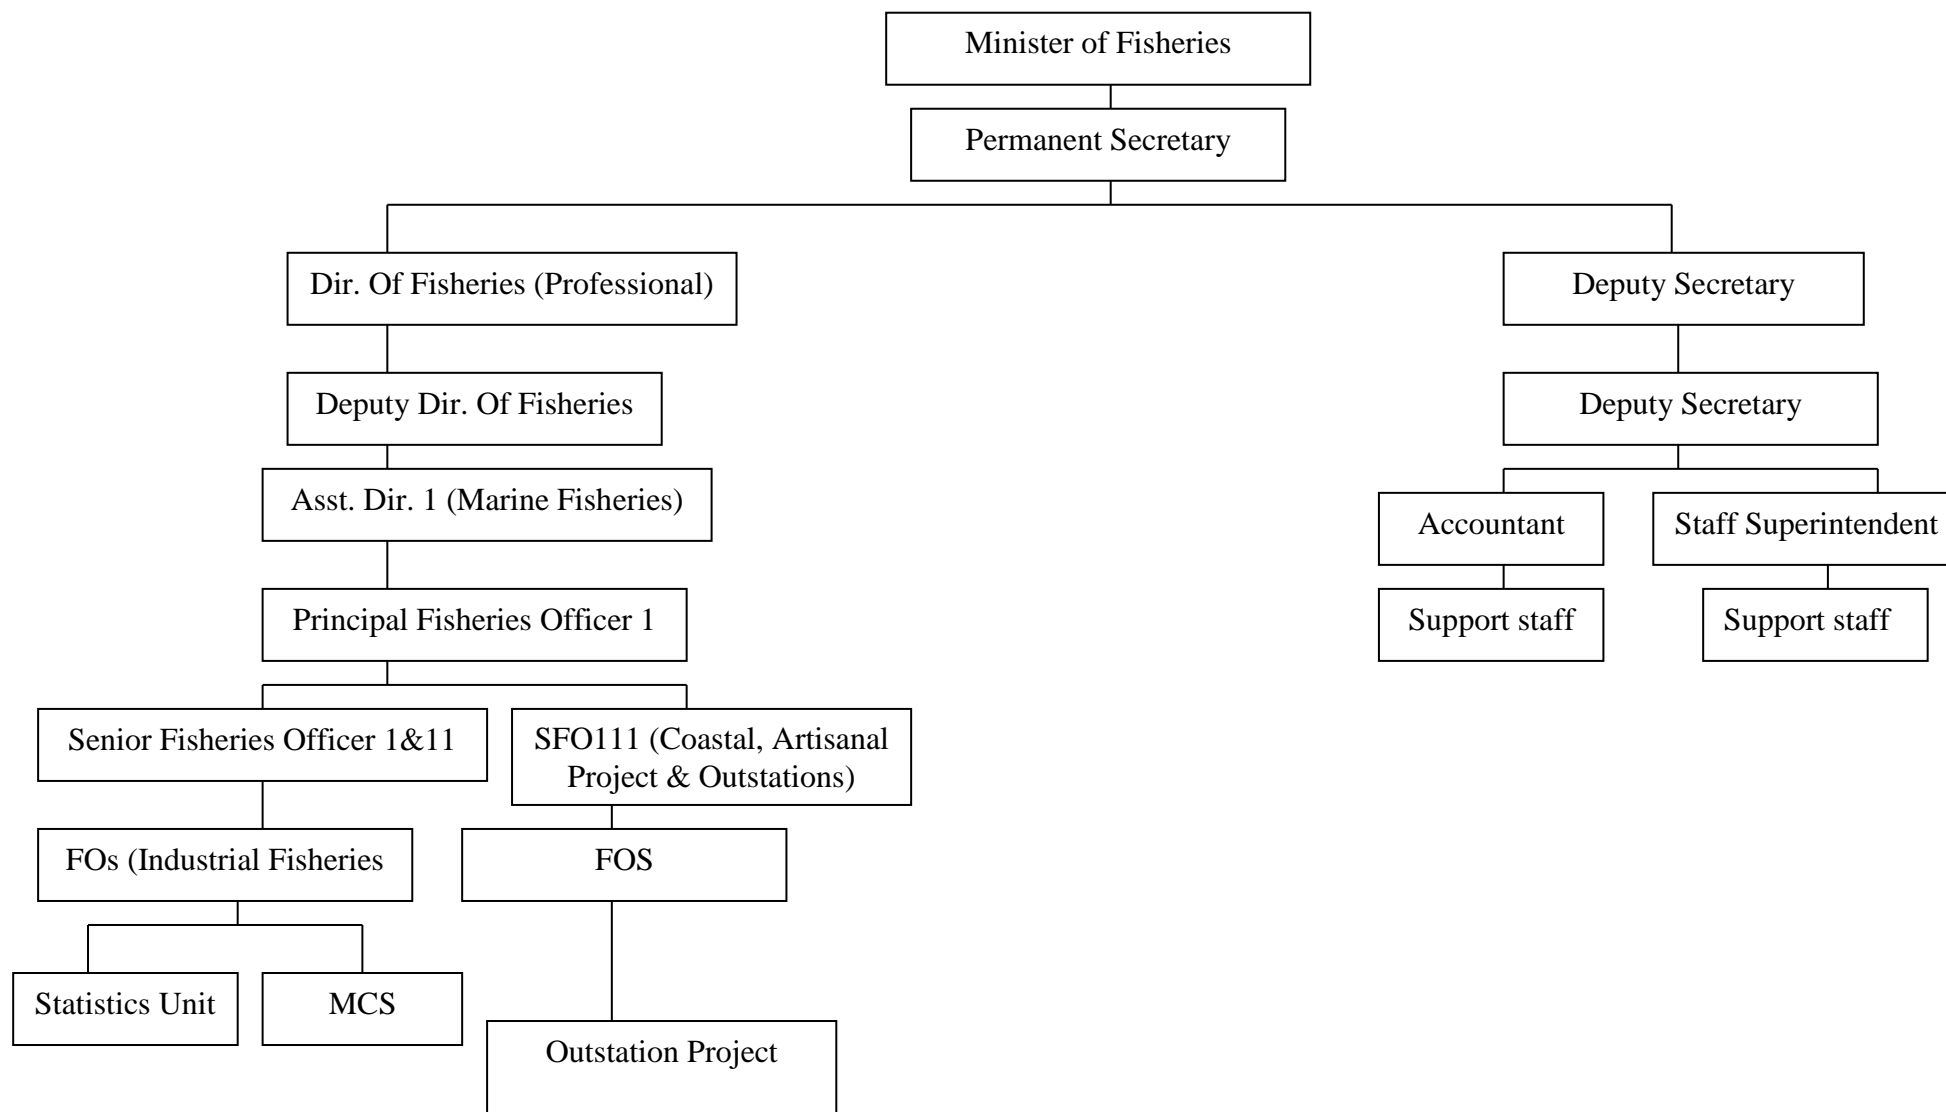 Minister of Fisheries
Permanent Secretary
Dir. Of Fisheries (Professional)
Deputy Secretary
Deputy Dir. Of Fisheries
Deputy Secretary
Asst. Dir. 1 (Marine Fisheries)
Accountant
Staff Superintendent
Principal Fisheries Officer 1
Support staff
Support staff
Senior Fisheries Officer 1&11
SFO111 (Coastal, Artisanal
Project & Outstations)
FOs (Industrial Fisheries
FOS
Statistics Unit
MCS
Outstation Project